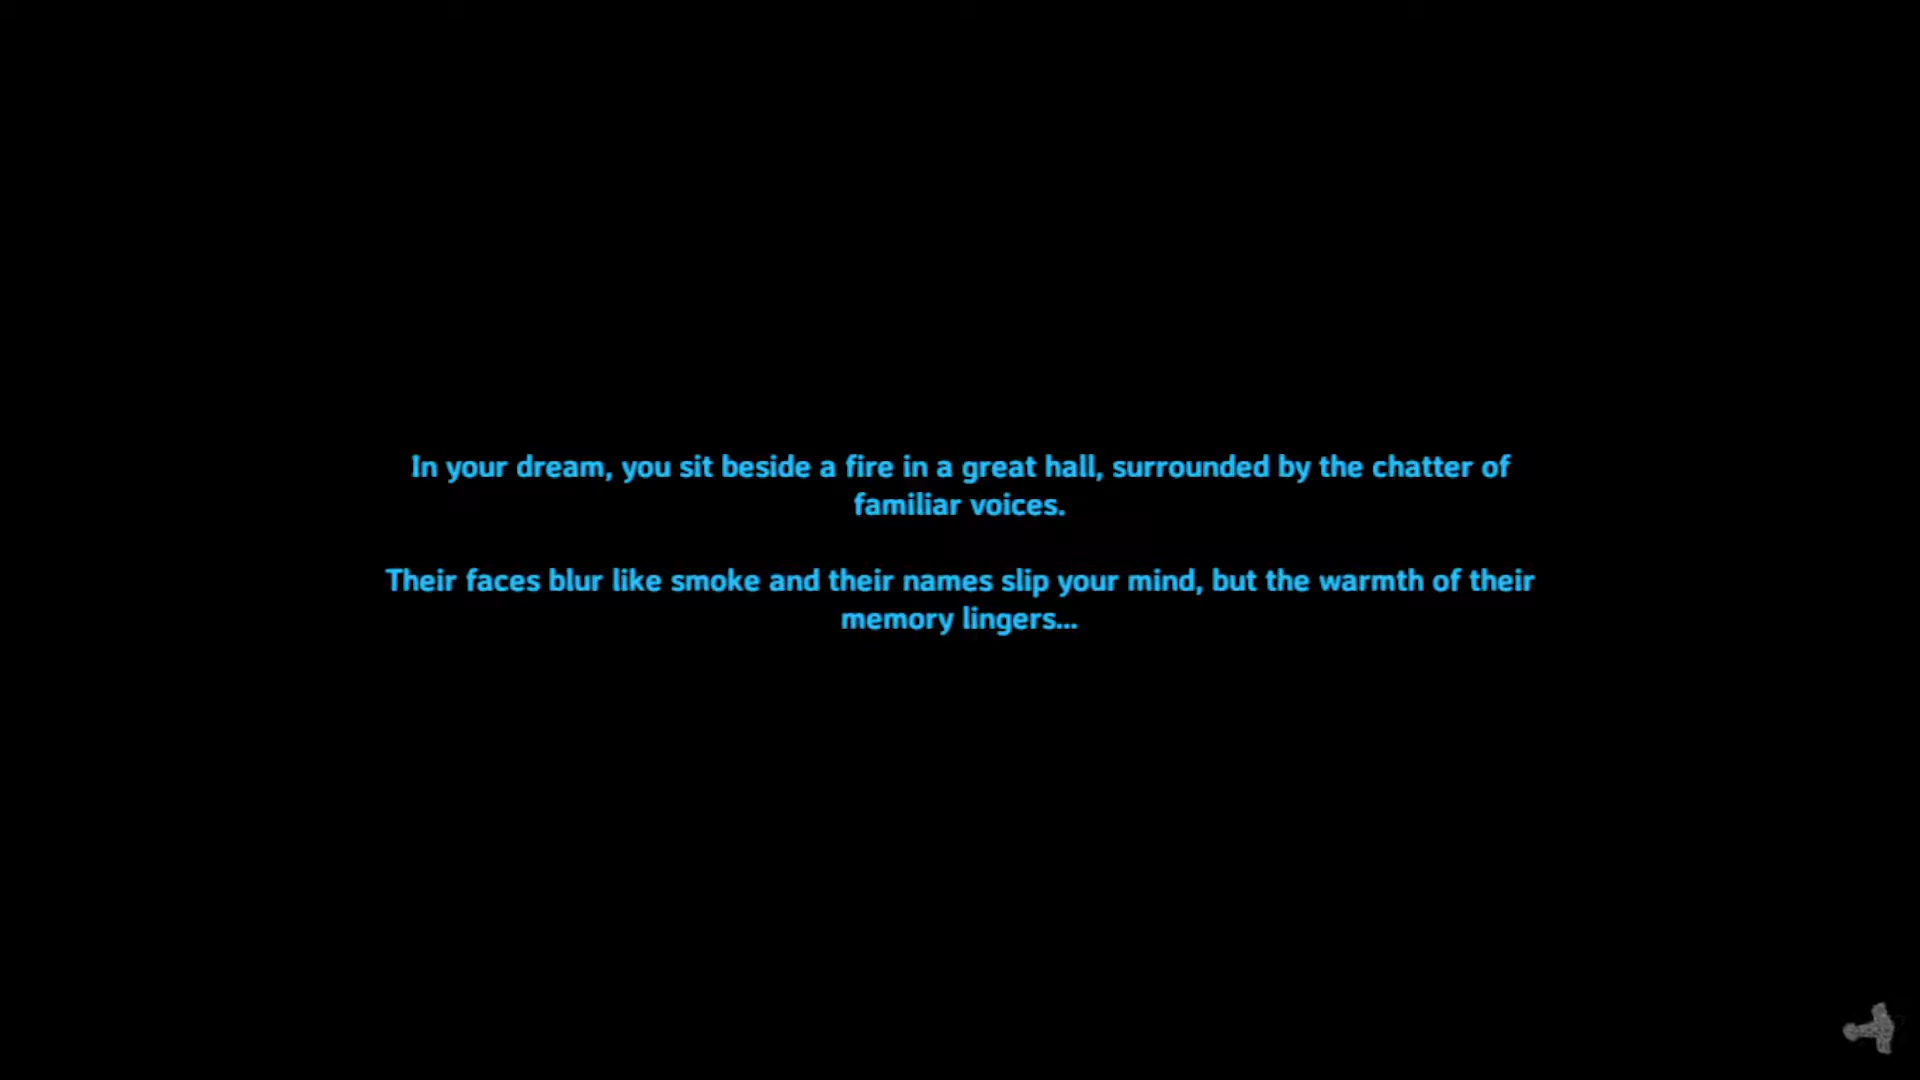 In your dream, you sit beside a fire in a great hall, surrounded by the chatter of
familiar voices.
Their faces blur like smoke and their names slip your mind, but the warmth of their
memory lingers...